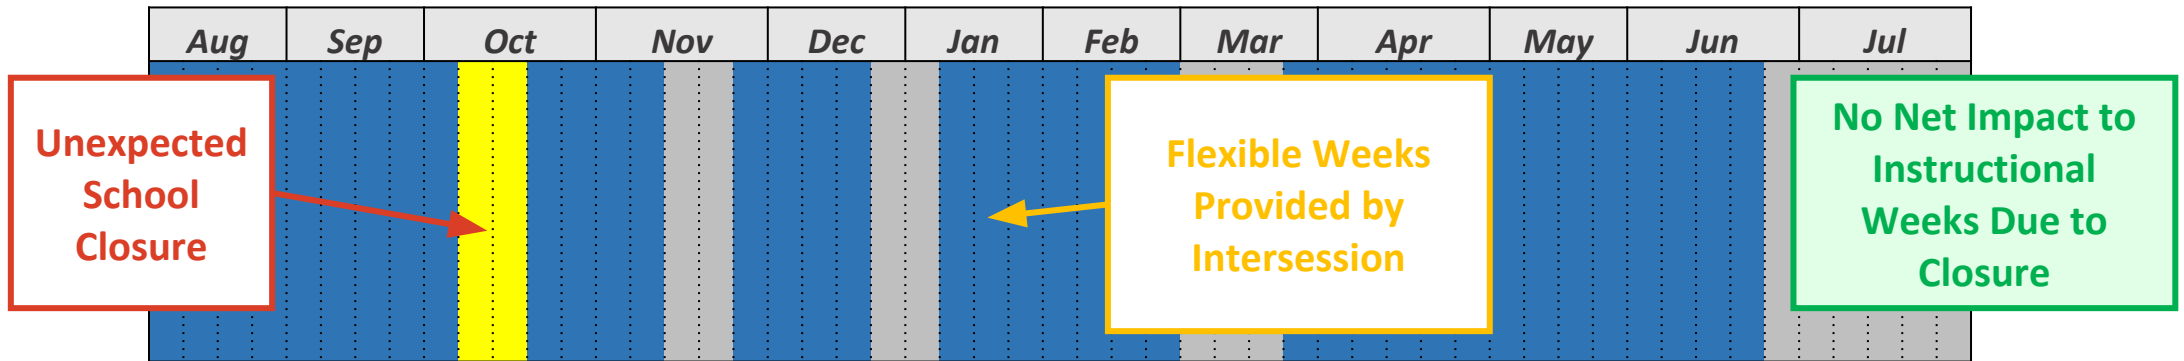 Aug Sep Oct Nov Dec Jan Feb Mar Apr May Jun Jul
Unexpected
School
Closure
Flexible Weeks
Provided by
Intersession
No Net Impact to
Instructional
Weeks Due to
Closure